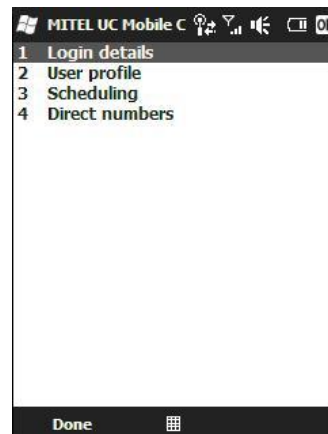 MITEL UC Mobile C
1 Login details
2 User profile
3 Scheduling
4 Direct numbers
Done